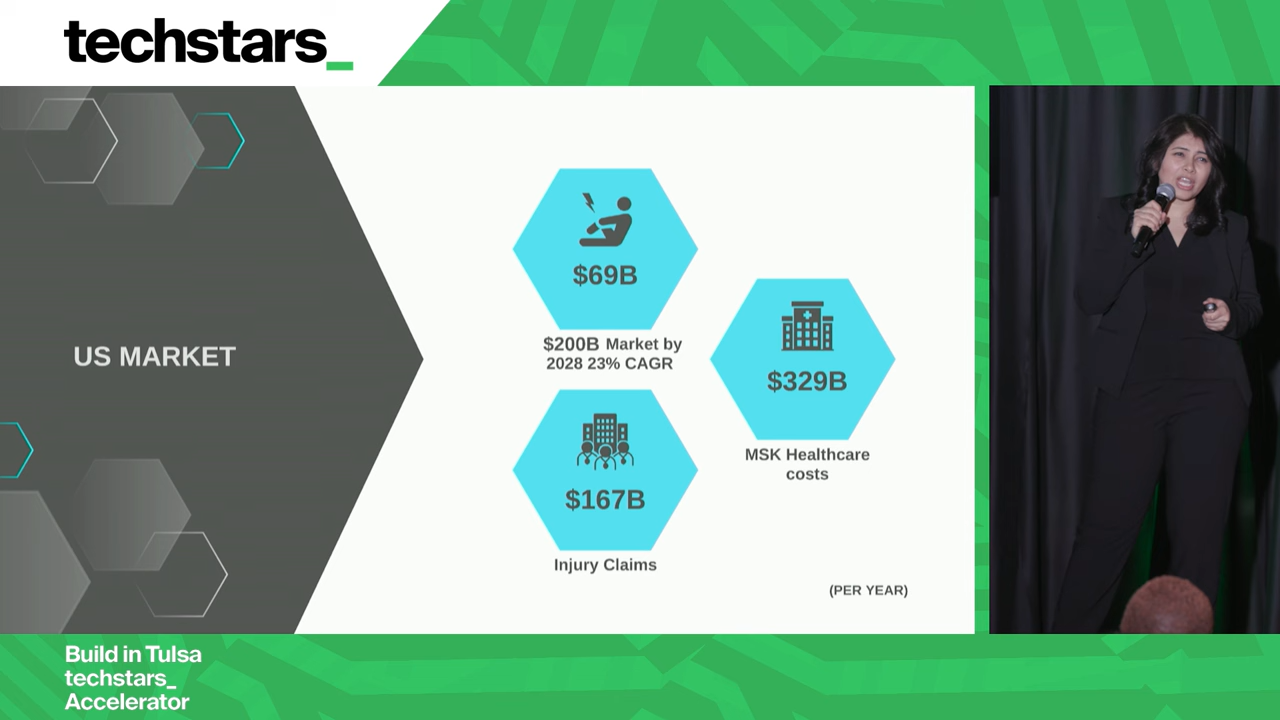 techstars_
US MARKET
$69B
$200B Market by
2028 23% CAGR
$329B
MSK Healthcare
costs
$167B
Injury Claims
(PER YEAR)
Build in Tulsa
techstars_
Accelerator